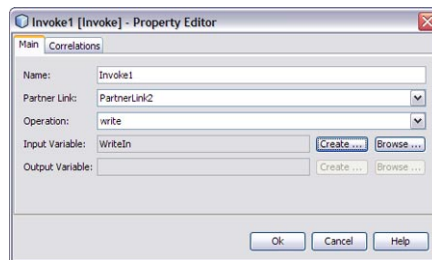 Invoke1 [Invoke] - Property Editor
Main Correlations
Name: Invoke1
Partner Link: PartnerLink2
Operation: write
Input Variable: WriteIn Create ... Browse ...
Output Variable: Create ... Browse ...
Ok Cancel Help